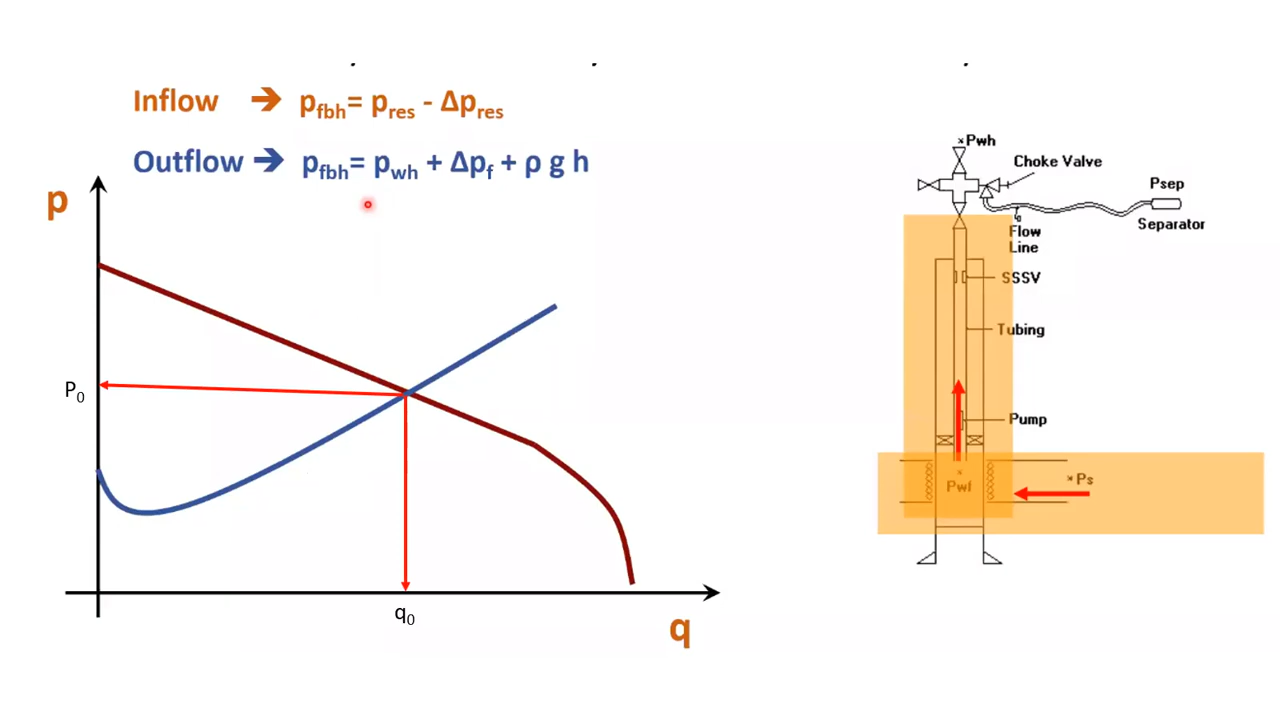 Inflow → pfbh= pres - Δpres
Outflow → pfbh= pwh + Δpf + ρ g h
p
P0
q0
q
×Pwh
Choke Valve
Psep
Separator
Flow
Line
SSSV
Tubing
Pump
×Ps
Pwf